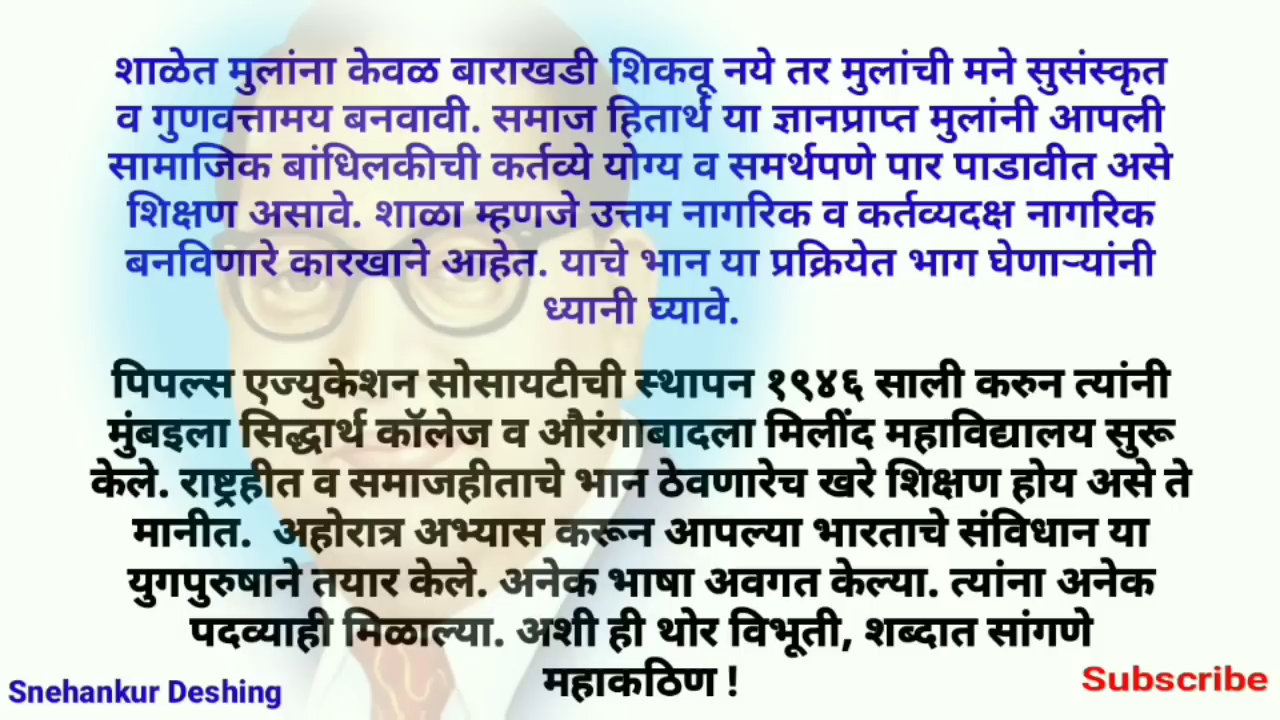 शाळेत मुलांना केवळ बाराखडी शिकवू नये तर मुलांची मने सुसंस्कृत
व गुणवत्तामय बनवावी. समाज हितार्थ या ज्ञानप्राप्त मुलांनी आपली
सामाजिक बांधिलकीची कर्तव्ये योग्य व समर्थपणे पार पाडावीत असे
शिक्षण असावे. शाळा म्हणजे उत्तम नागरिक व कर्तव्यदक्ष नागरिक
बनविणारे कारखाने आहेत. याचे भान या प्रक्रियेत भाग घेणाऱ्यांनी
ध्यानी घ्यावे.
पिपल्स एज्युकेशन सोसायटीची स्थापन १९४६ साली करुन त्यांनी
मुंबइला सिद्धार्थ कॉलेज व औरंगाबादला मिलींद महाविद्यालय सुरू
केले. राष्ट्रहीत व समाजहीताचे भान ठेवणारेच खरे शिक्षण होय असे ते
मानीत. अहोरात्र अभ्यास करून आपल्या भारताचे संविधान या
युगपुरुषाने तयार केले. अनेक भाषा अवगत केल्या. त्यांना अनेक
पदव्याही मिळाल्या. अशी ही थोर विभूती, शब्दात सांगणे
महाकठिण !
Snehankur Deshing
Subscribe